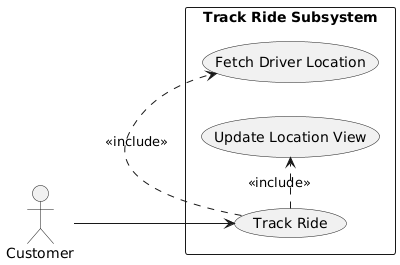 Track Ride Subsystem
Fetch Driver Location
«include»
Update Location View
«include»
Track Ride
Customer